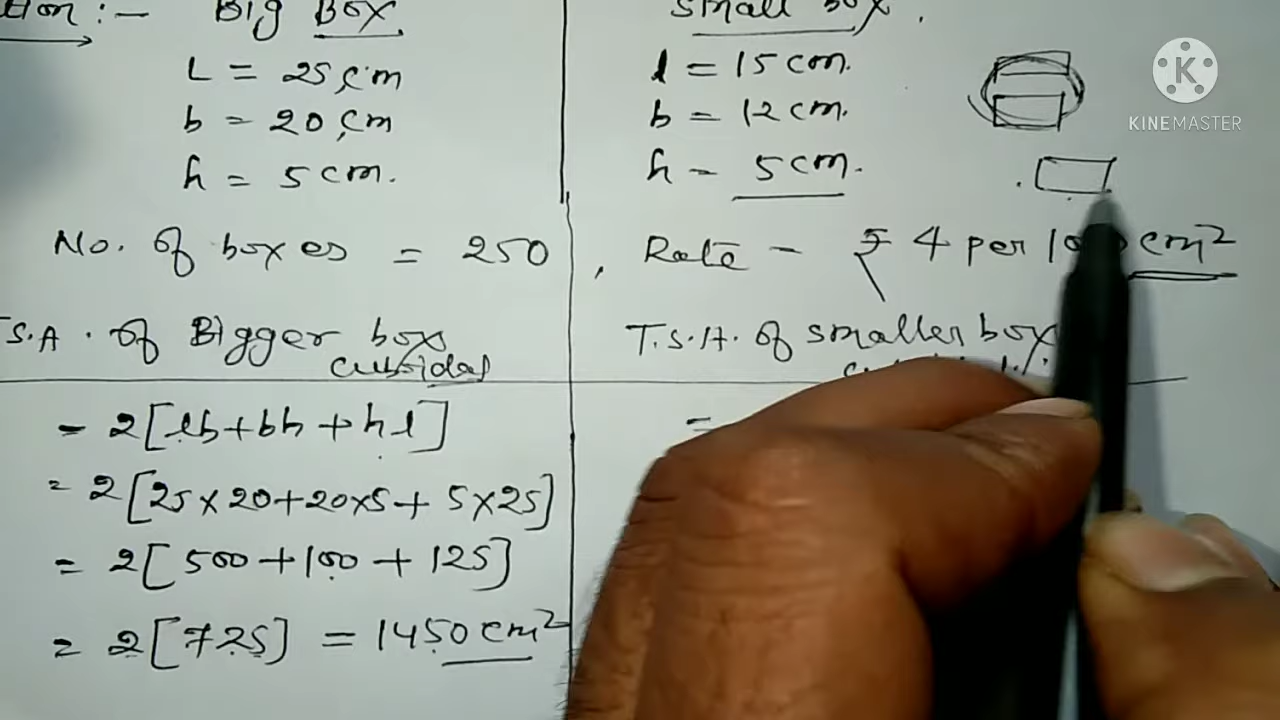 tion :- Big Box
L = 25 cm
b = 20 cm
h = 5 cm.
small box.
l = 15 cm.
b = 12 cm.
h - 5 cm.
KINEMASTER
No. of boxes = 250, Rate - ₹ 4 per cm²
T.S.A. of Bigger box
cuboidal
- 2[lb+bh+hl]
= 2[25×20+20×5+5×25]
= 2[500+100+125]
= 2[725] = 1450 cm²
T.S.A. of smaller box
=